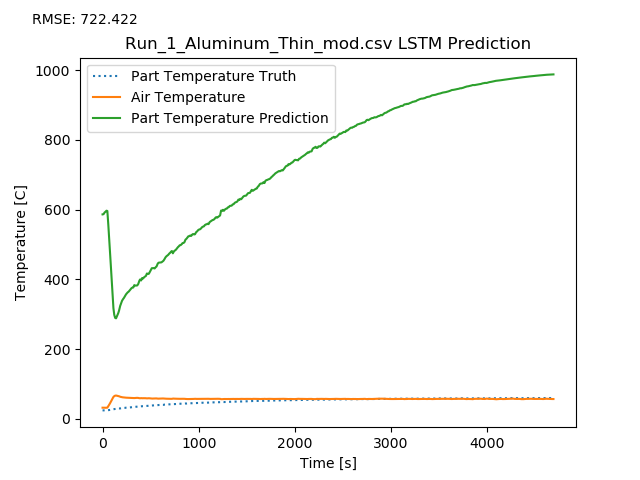 RMSE: 722.422
Run_1_Aluminum_Thin_mod.csv LSTM Prediction
Part Temperature Truth
Air Temperature
Part Temperature Prediction
1000
800
600
400
200
0
Temperature [C]
0 1000 2000 3000 4000
Time [s]